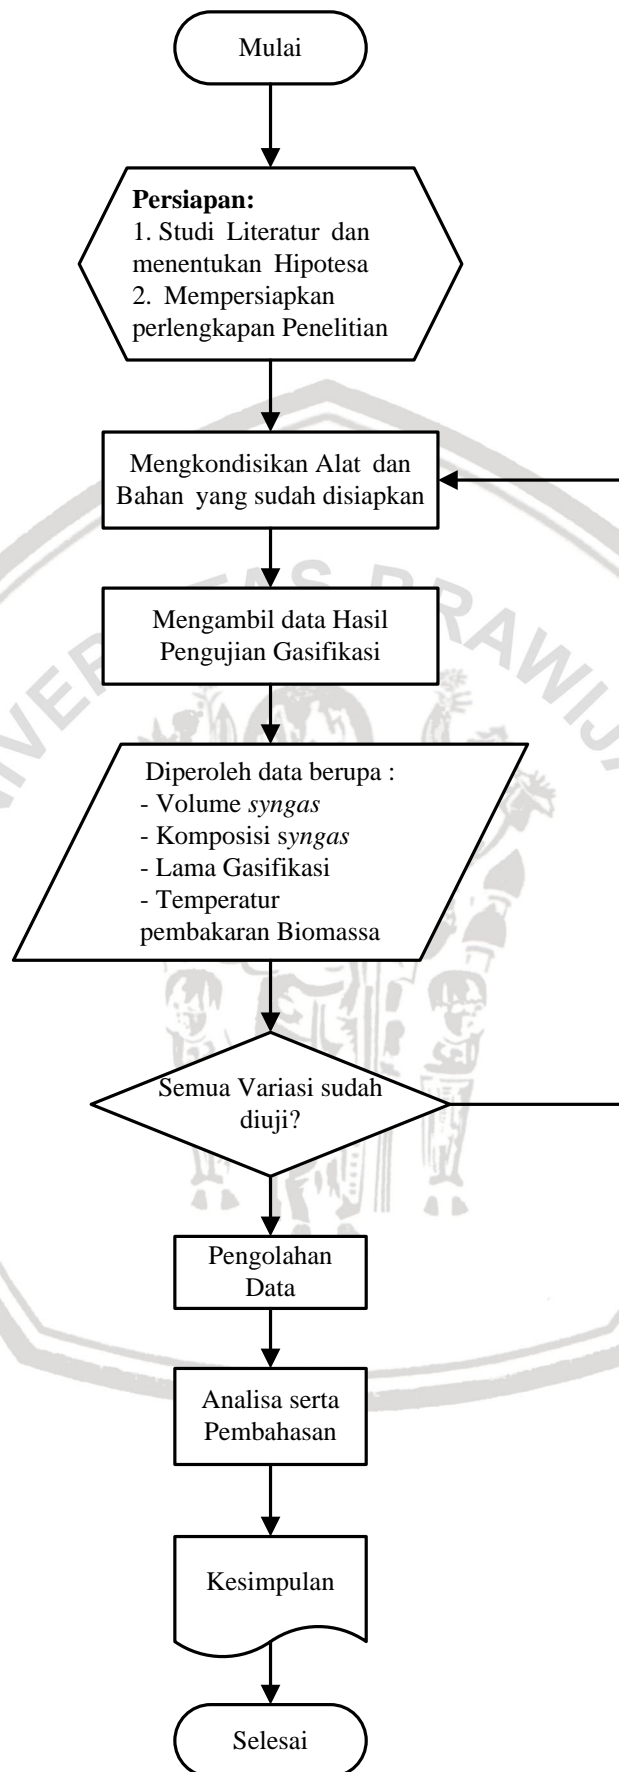 Mulai
Persiapan:
1. Studi Literatur dan
menentukan Hipotesa
2. Mempersiapkan
perlengkapan Penelitian
Mengkondisikan Alat dan
Bahan yang sudah disiapkan
Mengambil data Hasil
Pengujian Gasifikasi
Diperoleh data berupa :
- Volume syngas
- Komposisi syngas
- Lama Gasifikasi
- Temperatur
pembakaran Biomassa
Semua Variasi sudah
diuji?
Pengolahan
Data
Analisa serta
Pembahasan
Kesimpulan
Selesai